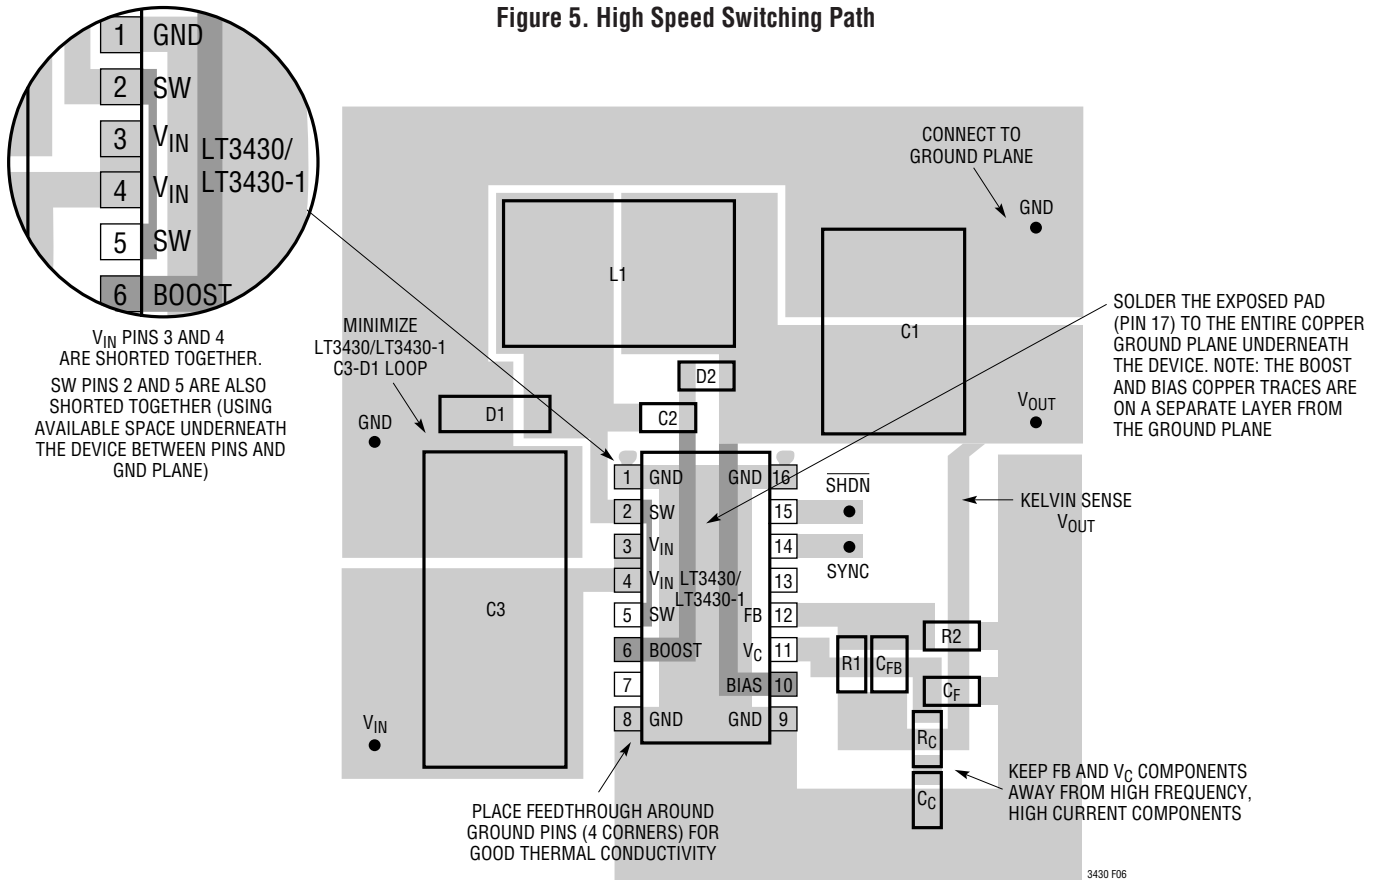 Figure 5. High Speed Switching Path
1 GND
2 SW
3 VIN
4 VIN
5 SW
6 BOOST
LT3430/
LT3430-1
VIN PINS 3 AND 4
ARE SHORTED TOGETHER.
SW PINS 2 AND 5 ARE ALSO
SHORTED TOGETHER (USING
AVAILABLE SPACE UNDERNEATH
THE DEVICE BETWEEN PINS AND
GND PLANE)
MINIMIZE
LT3430/LT3430-1
C3-D1 LOOP
GND
CONNECT TO
GROUND PLANE
GND
L1
C1
D2
D1
C2
VOUT
SOLDER THE EXPOSED PAD
(PIN 17) TO THE ENTIRE COPPER
GROUND PLANE UNDERNEATH
THE DEVICE. NOTE: THE BOOST
AND BIAS COPPER TRACES ARE
ON A SEPARATE LAYER FROM
THE GROUND PLANE
KELVIN SENSE
VOUT
1 GND
2 SW
3 VIN
4 VIN
5 SW
6 BOOST
7
8 GND
LT3430/
LT3430-1
GND 16
15
14
13
FB 12
VC 11
BIAS 10
GND 9
SHDN
SYNC
C3
VIN
R1
CFB
R2
CF
RC
CC
PLACE FEEDTHROUGH AROUND
GROUND PINS (4 CORNERS) FOR
GOOD THERMAL CONDUCTIVITY
KEEP FB AND VC COMPONENTS
AWAY FROM HIGH FREQUENCY,
HIGH CURRENT COMPONENTS
3430 F06